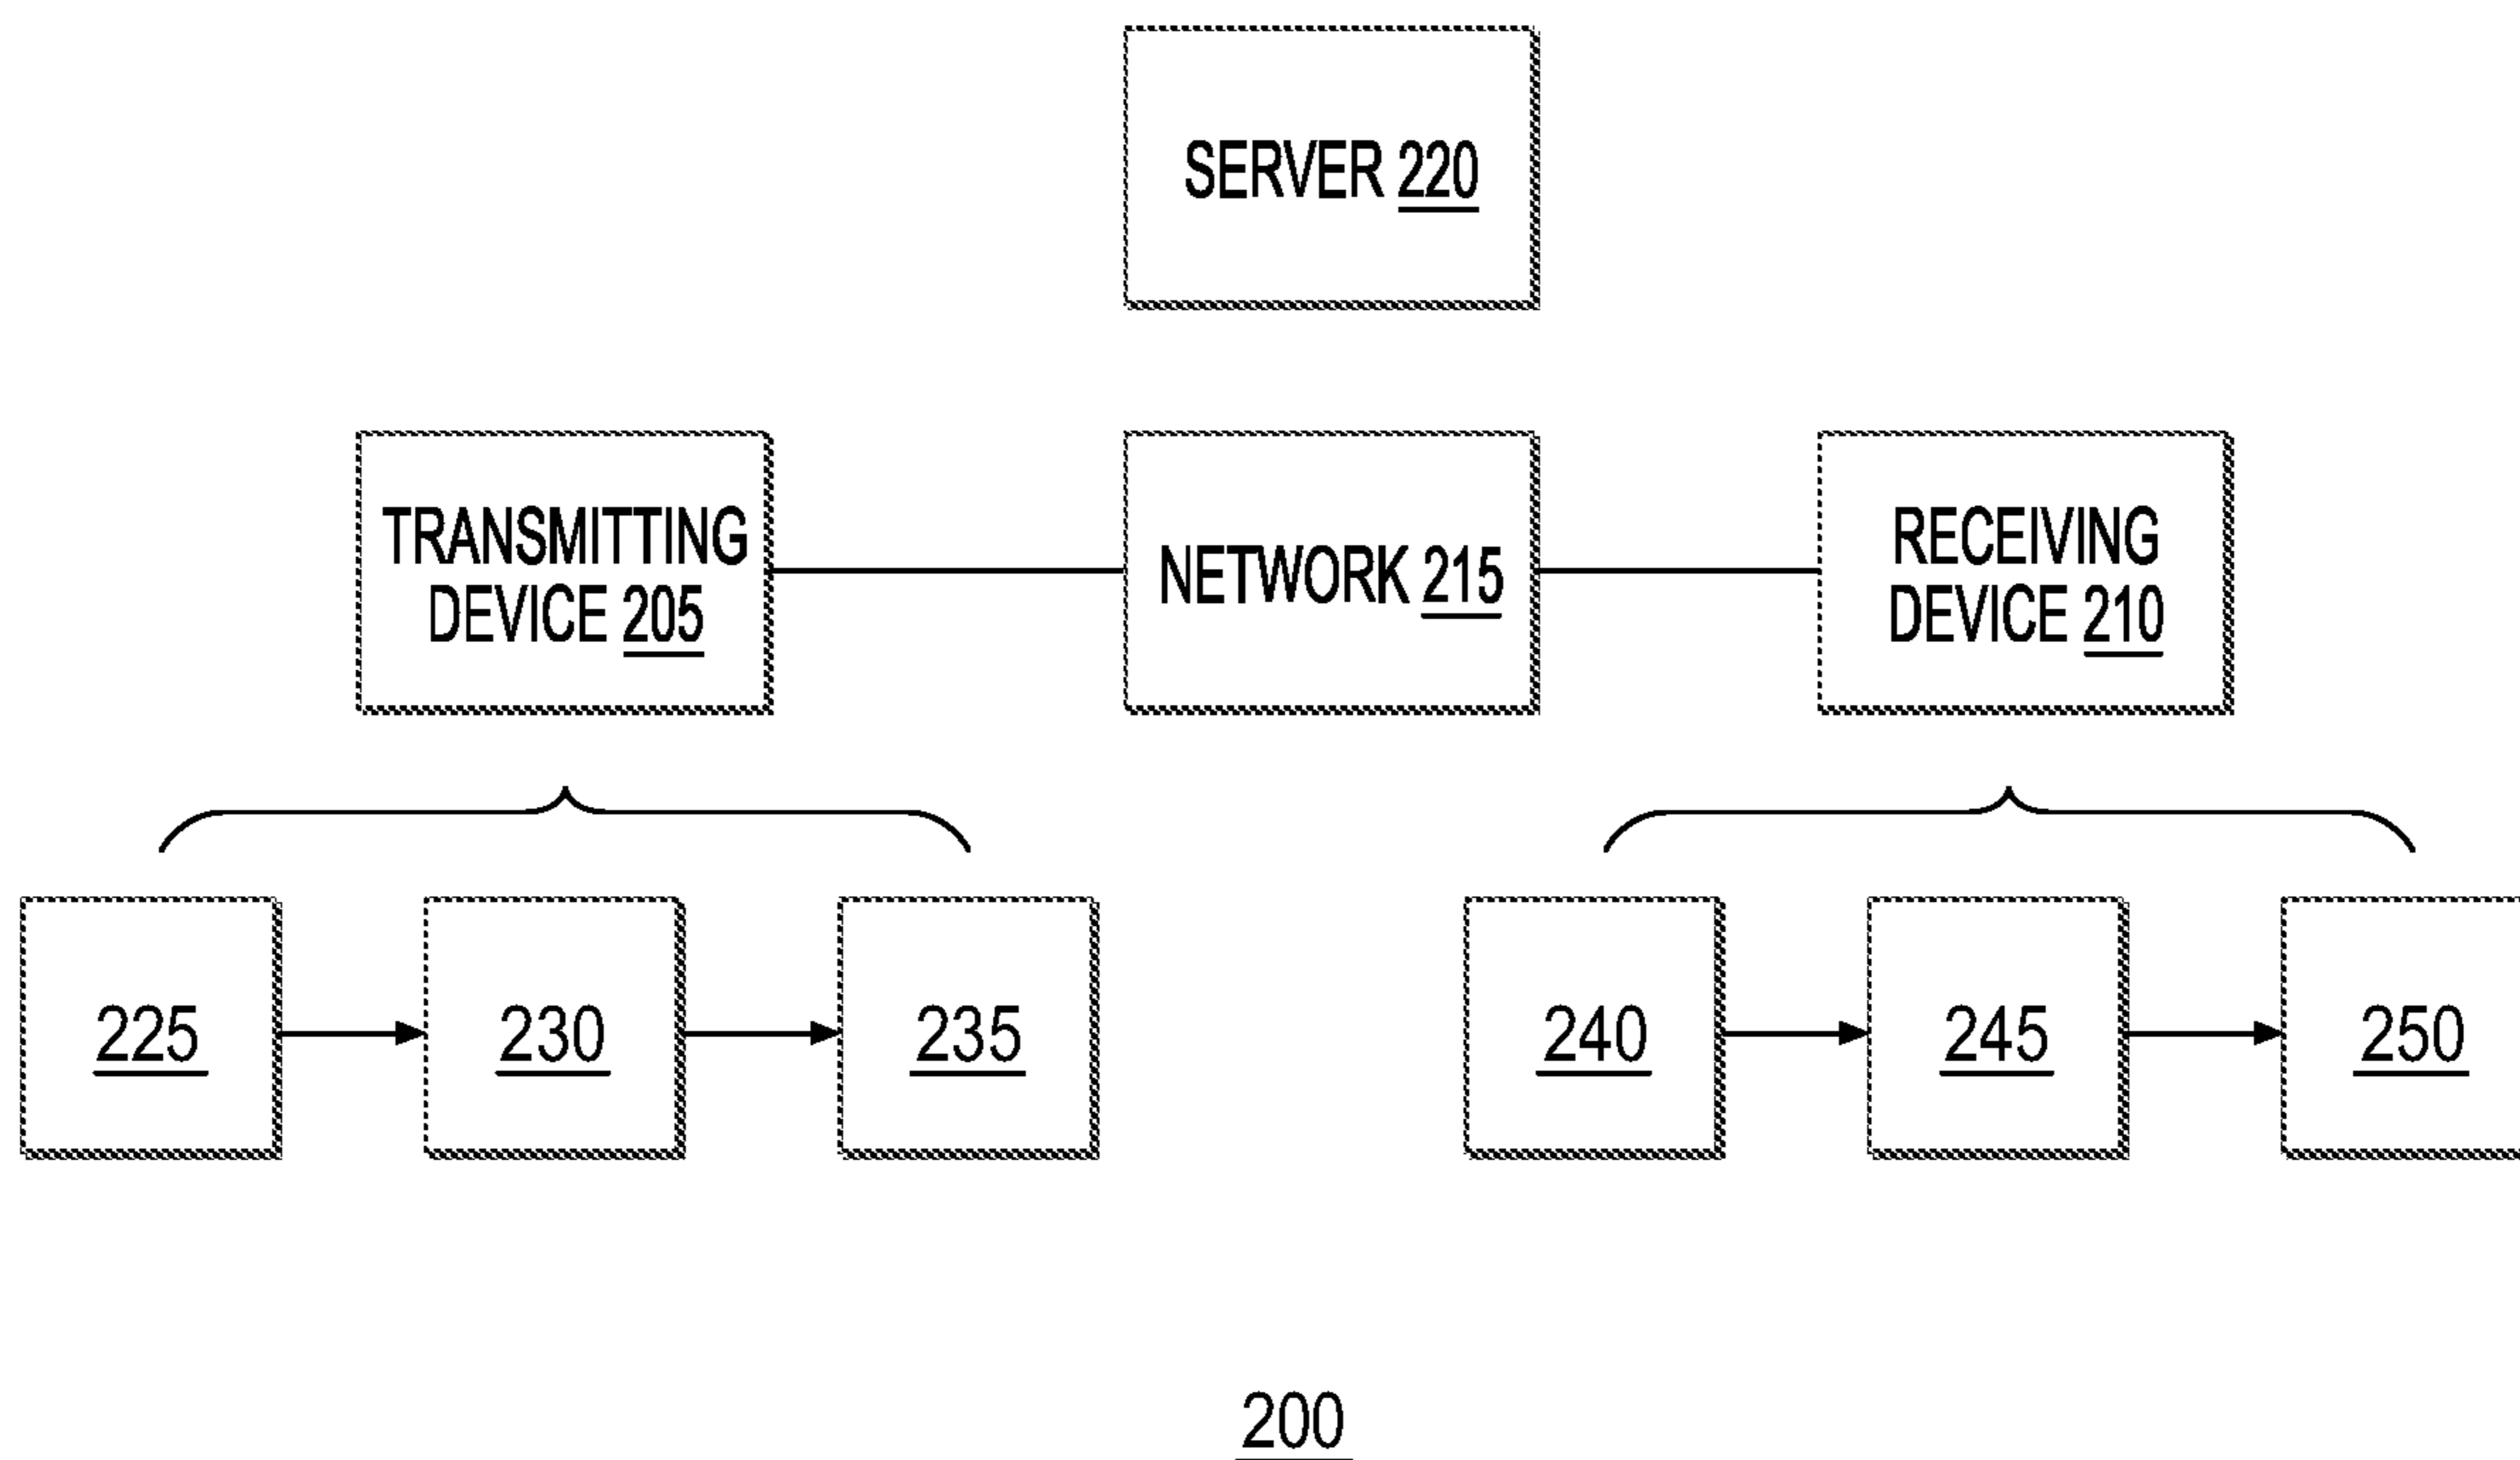 SERVER 220
TRANSMITTING
DEVICE 205
NETWORK 215
RECEIVING
DEVICE 210
225
230
235
240
245
250
200